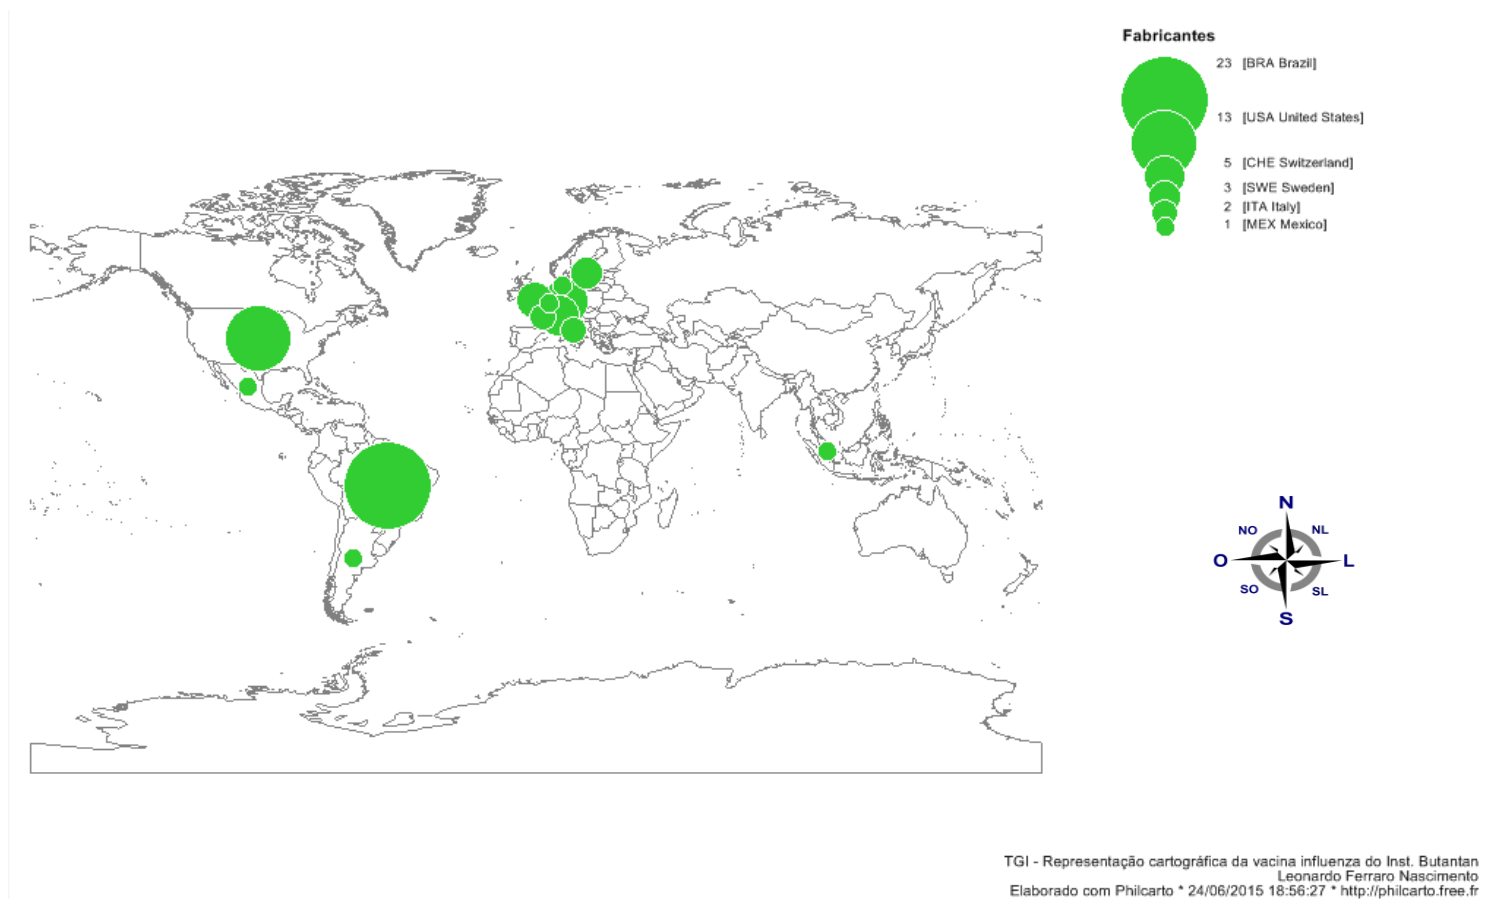 Fabricantes
23 [BRA Brazil]
13 [USA United States]
5 [CHE Switzerland]
3 [SWE Sweden]
2 [ITA Italy]
1 [MEX Mexico]
N
NO NL
O L
SO SL
S
TGI - Representação cartográfica da vacina influenza do Inst. Butantan
Leonardo Ferraro Nascimento
Elaborado com Philcarto * 24/06/2015 18:56:27 * http://philcarto.free.fr